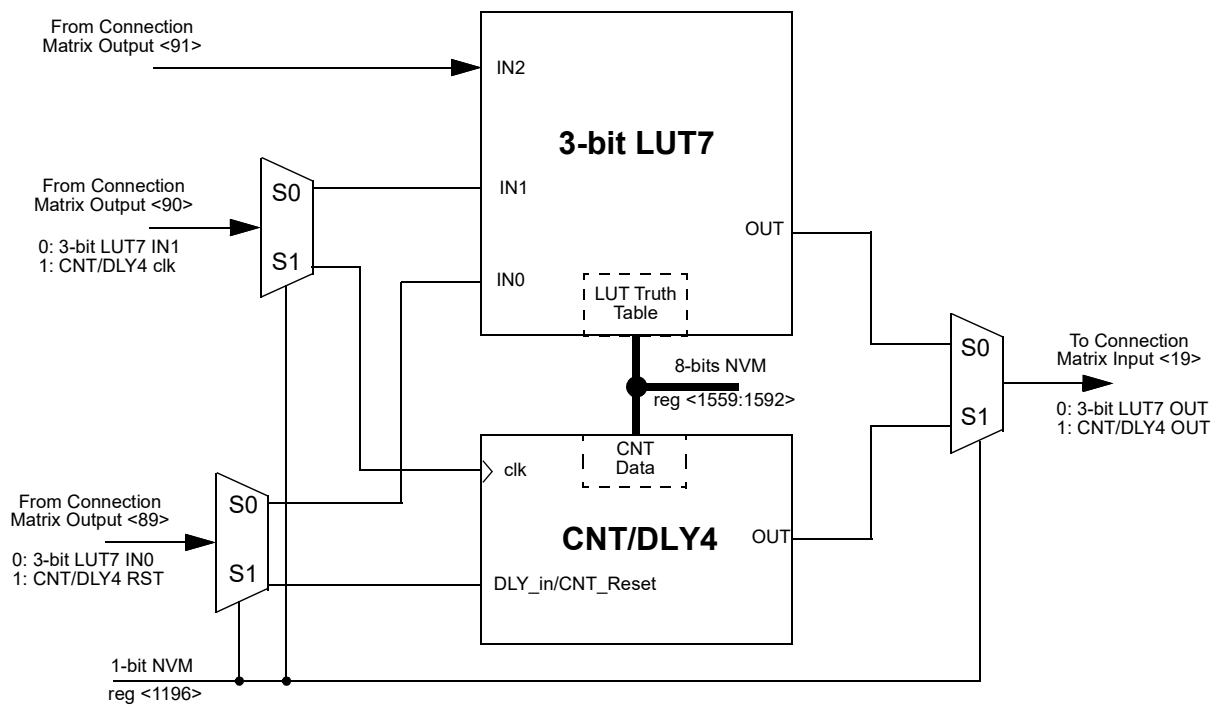 From Connection
Matrix Output <91>
IN2
3-bit LUT7
From Connection
Matrix Output <90>
0: 3-bit LUT7 IN1
1: CNT/DLY4 clk
S0
S1
IN1
IN0
OUT
LUT Truth
Table
8-bits NVM
reg <1559:1592>
S0
S1
To Connection
Matrix Input <19>
0: 3-bit LUT7 OUT
1: CNT/DLY4 OUT
CNT
Data
clk
CNT/DLY4
OUT
DLY_in/CNT_Reset
From Connection
Matrix Output <89>
0: 3-bit LUT7 IN0
1: CNT/DLY4 RST
S0
S1
1-bit NVM
reg <1196>